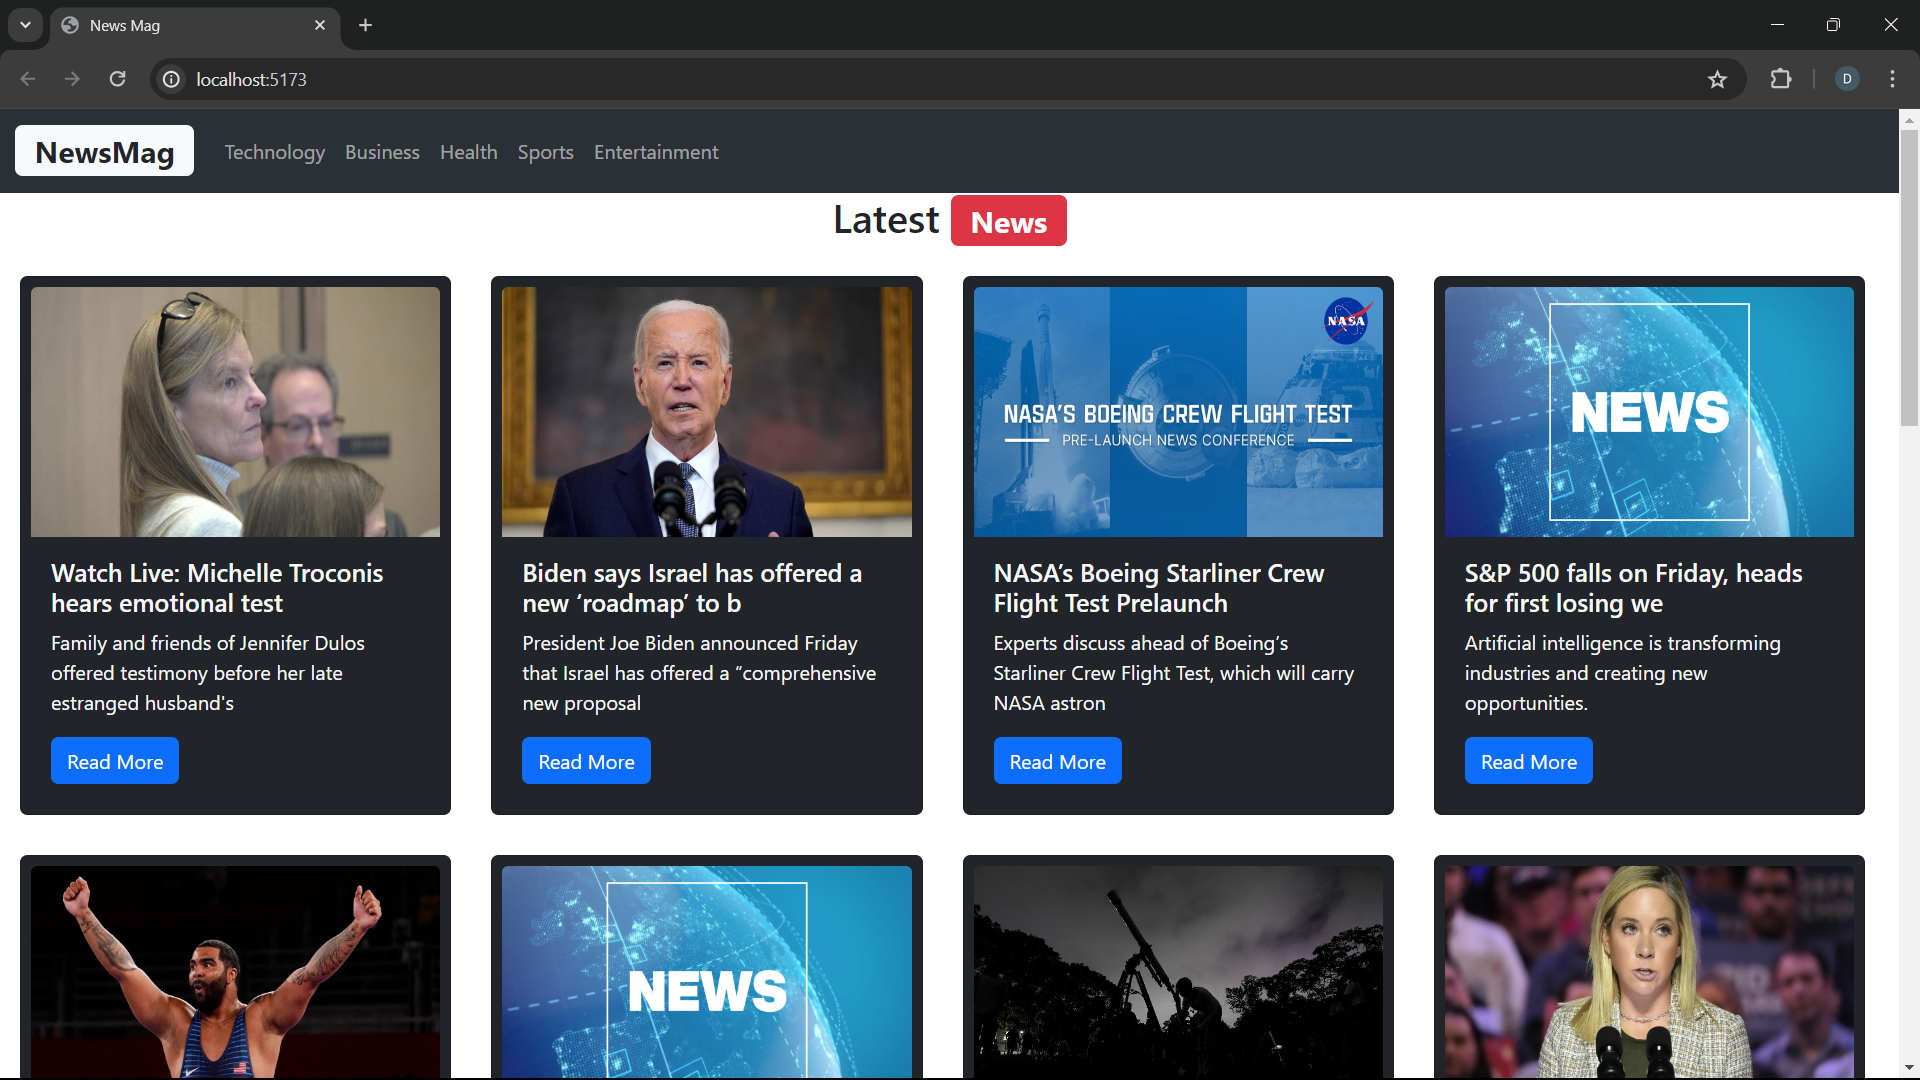 News Mag
localhost:5173
D
NewsMag
Technology Business Health Sports Entertainment
Latest News
NASA
NASA'S BOEING CREW FLIGHT TEST
PRE-LAUNCH NEWS CONFERENCE
NEWS
Watch Live: Michelle Troconis
hears emotional test
Family and friends of Jennifer Dulos
offered testimony before her late
estranged husband's
Read More
Biden says Israel has offered a
new ‘roadmap’ to b
President Joe Biden announced Friday
that Israel has offered a “comprehensive
new proposal
Read More
NASA’s Boeing Starliner Crew
Flight Test Prelaunch
Experts discuss ahead of Boeing’s
Starliner Crew Flight Test, which will carry
NASA astron
Read More
S&P 500 falls on Friday, heads
for first losing we
Artificial intelligence is transforming
industries and creating new
opportunities.
Read More
NEWS